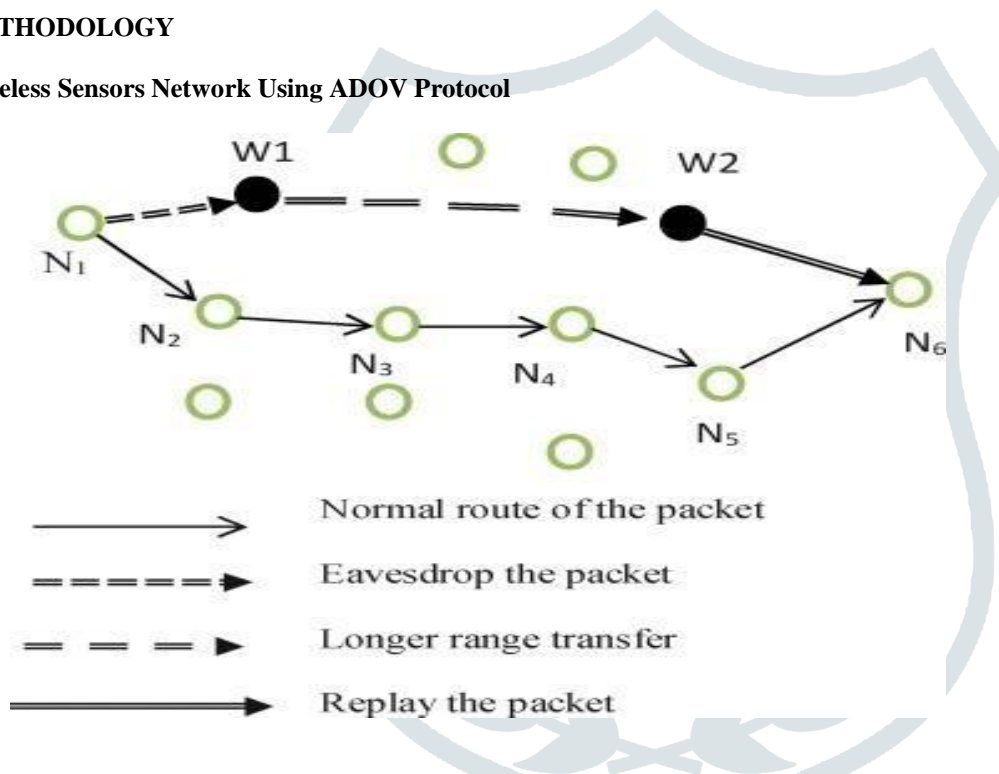 THODOLOGY
eless Sensors Network Using ADOV Protocol
W1
W2
N1
N2
N3
N4
N5
N6
Normal route of the packet
Eavesdrop the packet
Longer range transfer
Replay the packet